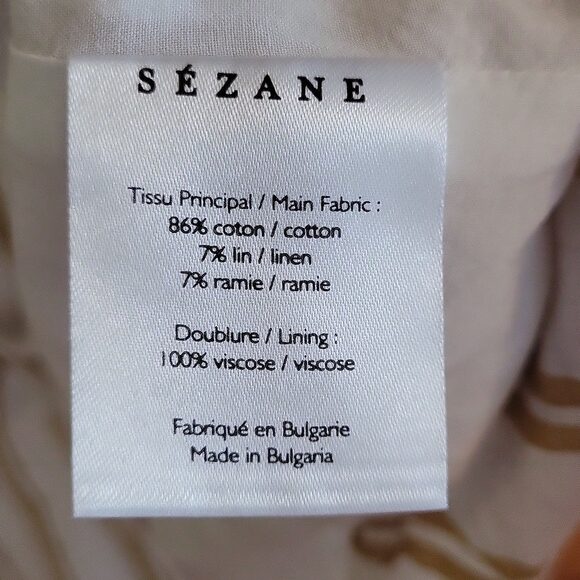 SÉZANE
Tissu Principal / Main Fabric :
86% coton / cotton
7% lin / linen
7% ramie / ramie
Doublure / Lining :
100% viscose / viscose
Fabriqué en Bulgarie
Made in Bulgaria